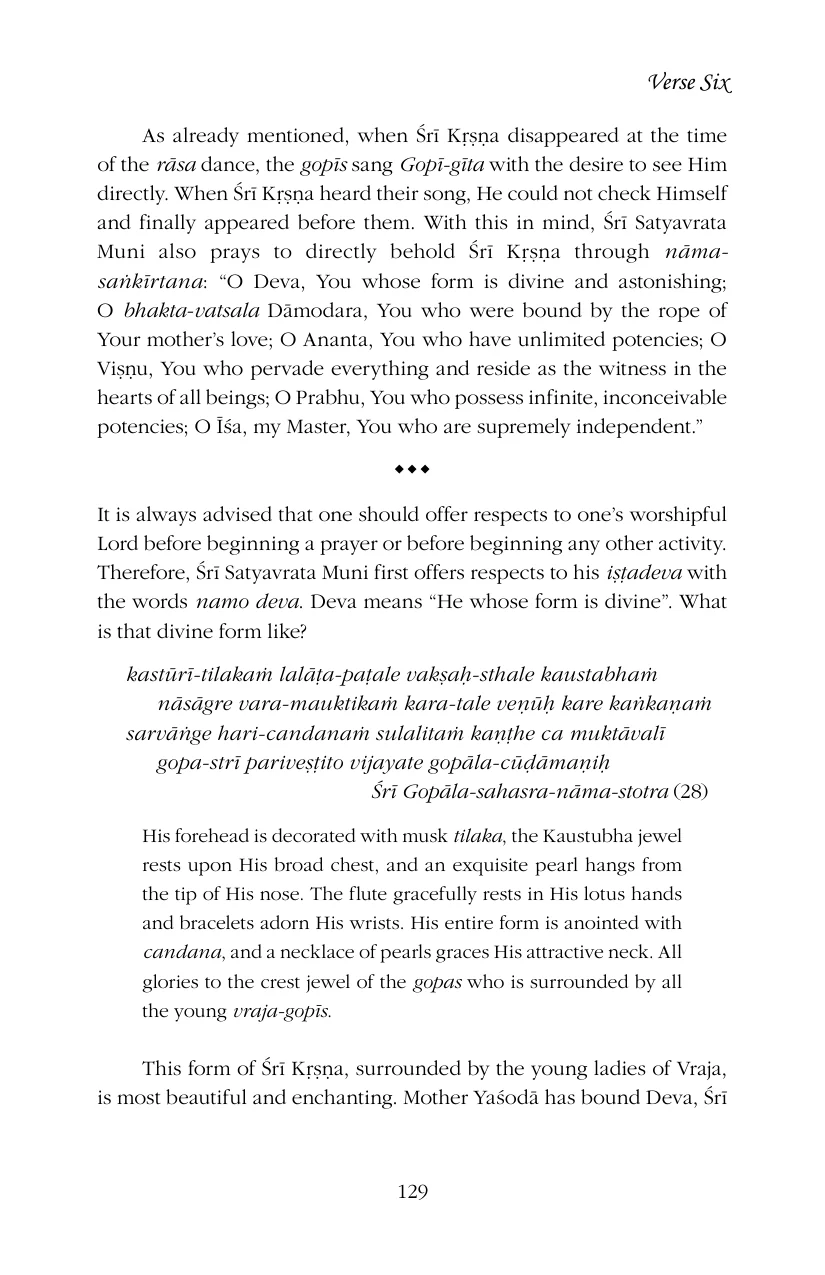 Verse Six
As already mentioned, when Śrī Kṛṣṇa disappeared at the time
of the rāsa dance, the gopīs sang Gopī-gīta with the desire to see Him
directly. When Śrī Kṛṣṇa heard their song, He could not check Himself
and finally appeared before them. With this in mind, Śrī Satyavrata
Muni also prays to directly behold Śrī Kṛṣṇa through nāma-
saṅkīrtana: “O Deva, You whose form is divine and astonishing;
O bhakta-vatsala Dāmodara, You who were bound by the rope of
Your mother’s love; O Ananta, You who have unlimited potencies; O
Viṣṇu, You who pervade everything and reside as the witness in the
hearts of all beings; O Prabhu, You who possess infinite, inconceivable
potencies; O Īśa, my Master, You who are supremely independent.”
◆◆◆
It is always advised that one should offer respects to one’s worshipful
Lord before beginning a prayer or before beginning any other activity.
Therefore, Śrī Satyavrata Muni first offers respects to his iṣṭadeva with
the words namo deva. Deva means “He whose form is divine”. What
is that divine form like?
kastūrī-tilakaṁ lalāṭa-paṭale vakṣaḥ-sthale kaustabhaṁ
nāsāgre vara-mauktikaṁ kara-tale veṇūḥ kare kaṅkaṇaṁ
sarvāṅge hari-candanaṁ sulalitaṁ kaṇṭhe ca muktāvalī
gopa-strī pariveṣṭito vijayate gopāla-cūḍāmaṇiḥ
Śrī Gopāla-sahasra-nāma-stotra (28)
His forehead is decorated with musk tilaka, the Kaustubha jewel
rests upon His broad chest, and an exquisite pearl hangs from
the tip of His nose. The flute gracefully rests in His lotus hands
and bracelets adorn His wrists. His entire form is anointed with
candana, and a necklace of pearls graces His attractive neck. All
glories to the crest jewel of the gopas who is surrounded by all
the young vraja-gopīs.
This form of Śrī Kṛṣṇa, surrounded by the young ladies of Vraja,
is most beautiful and enchanting. Mother Yaśodā has bound Deva, Śrī
129